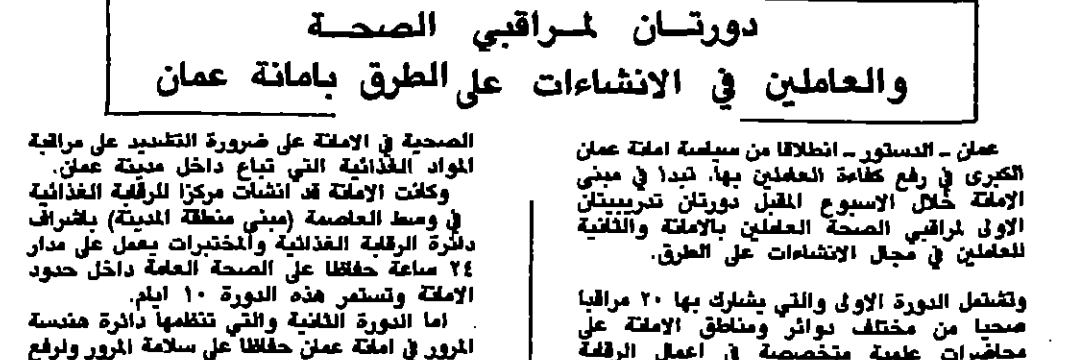 دورتان لمراقبي الصحة
والعاملين في الانشاءات على الطرق بامانة عمان
عمان ـ الدستور ـ انطلاقا من سياسة امانة عمان
الكبرى في رفع كفاءة العاملين بها. تبدا في مبنى
الامانة خلال الاسبوع المقبل دورتان تدريبيتان
الاولى لمراقبي الصحة العاملين بالامانة والثانية
للعاملين في مجال الانشاءات على الطرق.
وتشتمل الدورة الاولى والتي يشارك بها ٢٠ مراقبا
صحيا من مختلف دوائر ومناطق الامانة على
محاضرات علمية متخصصة في اعمال الرقابة
الصحية في الامانة على ضرورة التشديد على مراقبة
المواد الغذائية التي تباع داخل مدينة عمان.
وكانت الامانة قد انشات مركزا للرقابة الغذائية
في وسط العاصمة (مبنى منطقة المدينة) باشراف
دائرة الرقابة الغذائية والمختبرات يعمل على مدار
٢٤ ساعة حفاظا على الصحة العامة داخل حدود
الامانة وتستمر هذه الدورة ١٠ ايام.
اما الدورة الثانية والتي تنظمها دائرة هندسة
المرور في امانة عمان حفاظا على سلامة المرور ولرفع